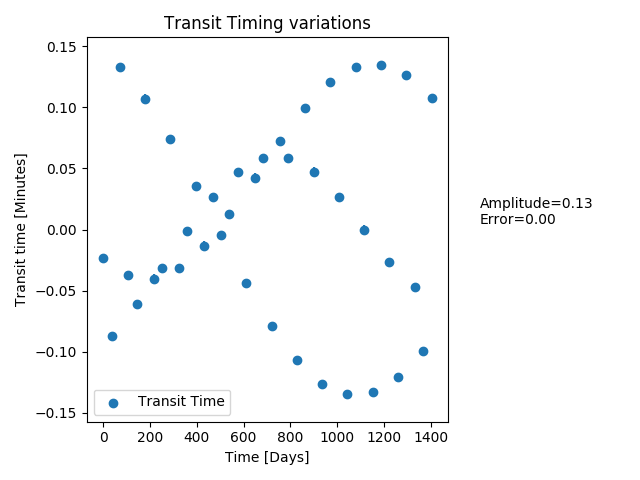 Transit Timing variations
0.15
0.10
0.05
0.00
−0.05
−0.10
−0.15
Transit time [Minutes]
Amplitude=0.13
Error=0.00
Transit Time
0 200 400 600 800 1000 1200 1400
Time [Days]